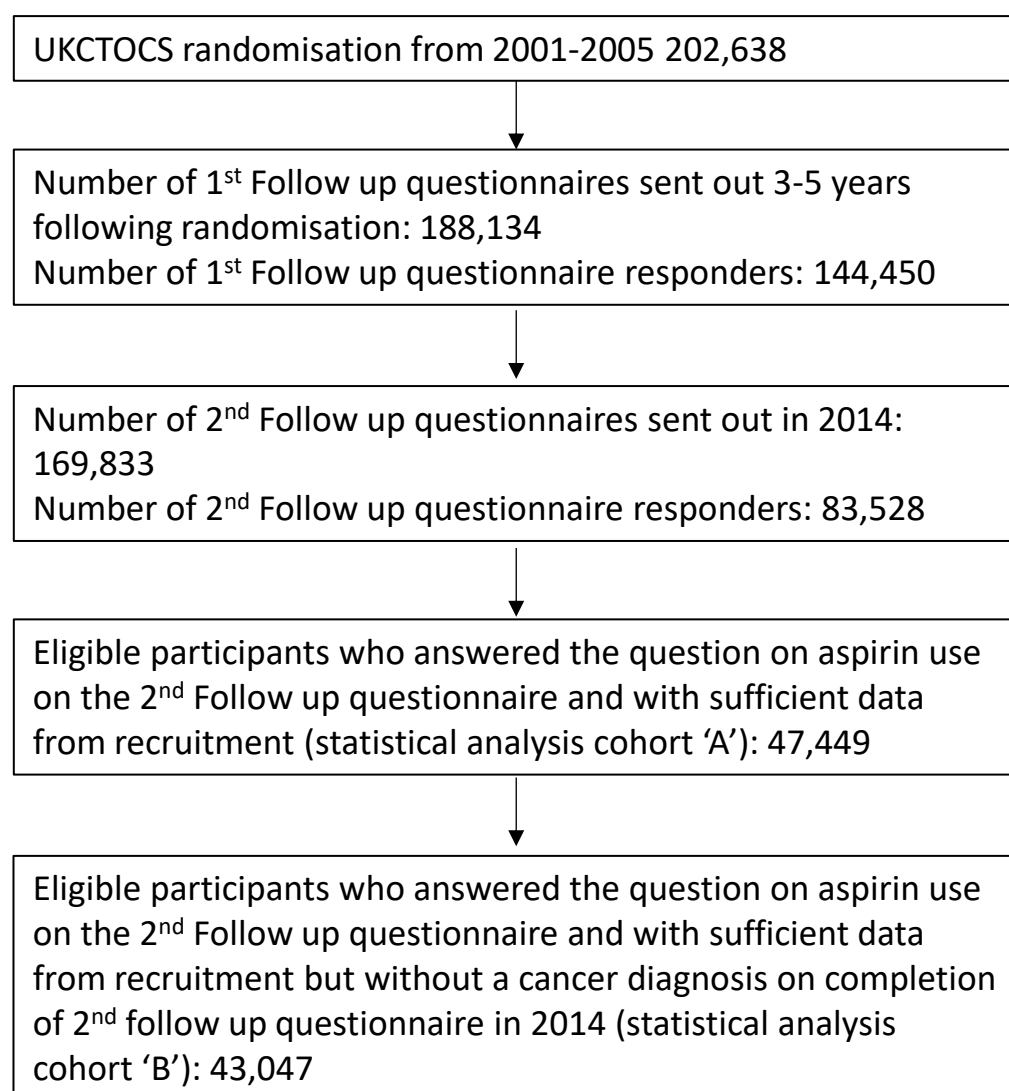 UKCTOCS randomisation from 2001-2005 202,638
Number of 1st Follow up questionnaires sent out 3-5 years
following randomisation: 188,134
Number of 1st Follow up questionnaire responders: 144,450
Number of 2nd Follow up questionnaires sent out in 2014:
169,833
Number of 2nd Follow up questionnaire responders: 83,528
Eligible participants who answered the question on aspirin use
on the 2nd Follow up questionnaire and with sufficient data
from recruitment (statistical analysis cohort ‘A’): 47,449
Eligible participants who answered the question on aspirin use
on the 2nd Follow up questionnaire and with sufficient data
from recruitment but without a cancer diagnosis on completion
of 2nd follow up questionnaire in 2014 (statistical analysis
cohort ‘B’): 43,047